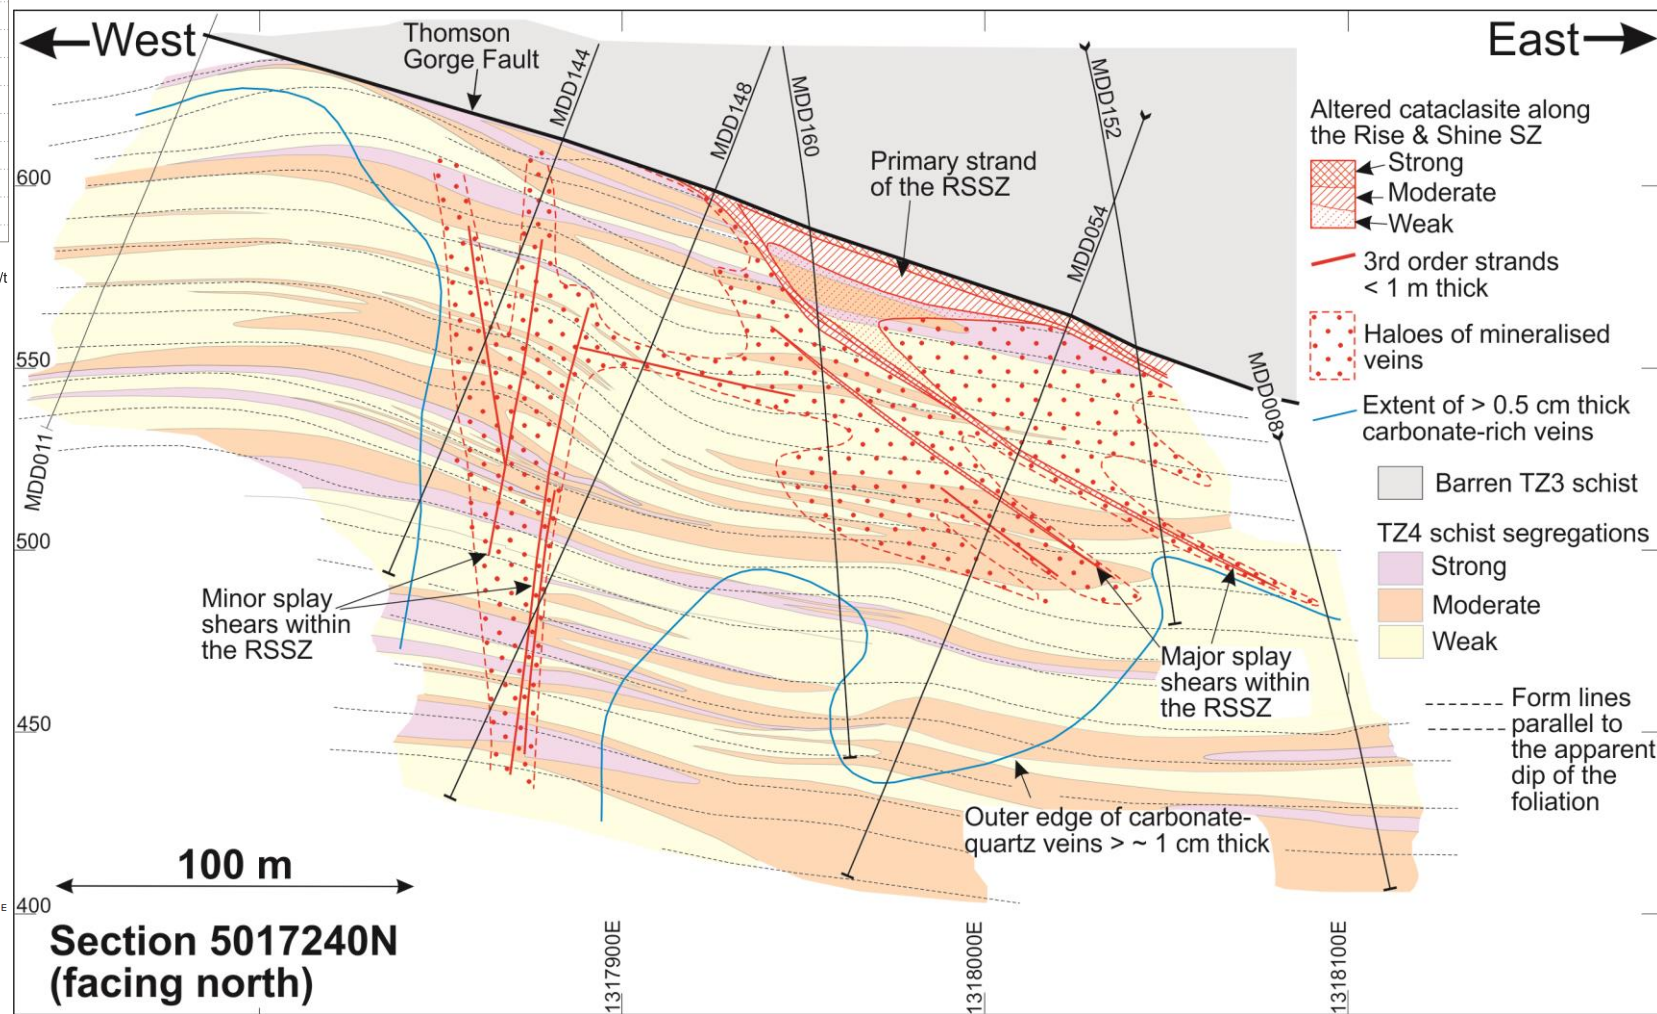 West
East
Thomson
Gorge Fault
MDD144
MDD148
MDD160
MDD152
MDD054
MDD008
MDD011
Primary strand
of the RSSZ
Altered cataclasite along
the Rise & Shine SZ
Strong
Moderate
Weak
3rd order strands
< 1 m thick
Haloes of mineralised
veins
Extent of > 0.5 cm thick
carbonate-rich veins
Barren TZ3 schist
TZ4 schist segregations
Strong
Moderate
Weak
Form lines
parallel to
the apparent
dip of the
foliation
600
550
500
450
400
/t
E
Minor splay
shears within
the RSSZ
Major splay
shears within
the RSSZ
Outer edge of carbonate-
quartz veins > ~ 1 cm thick
100 m
Section 5017240N
(facing north)
1317900E
1318000E
1318100E